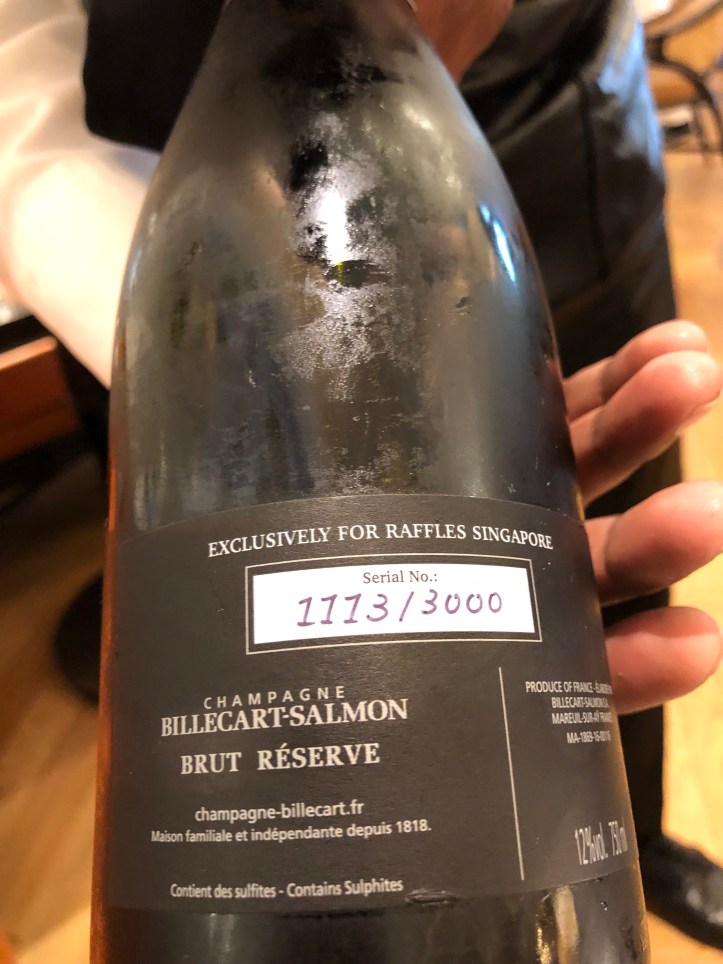 EXCLUSIVELY FOR RAFFLES SINGAPORE
Serial No.:
1113/3000
CHAMPAGNE
BILLECART-SALMON
BRUT RÉSERVE
champagne-billecart.fr
Maison familiale et indépendante depuis 1818.
Contient des sulfites - Contains Sulphites
PRODUCE OF FRANCE -
BILLECART-SALMON
MAREUIL-SUR-AY FRANCE
12%vol. 750ml